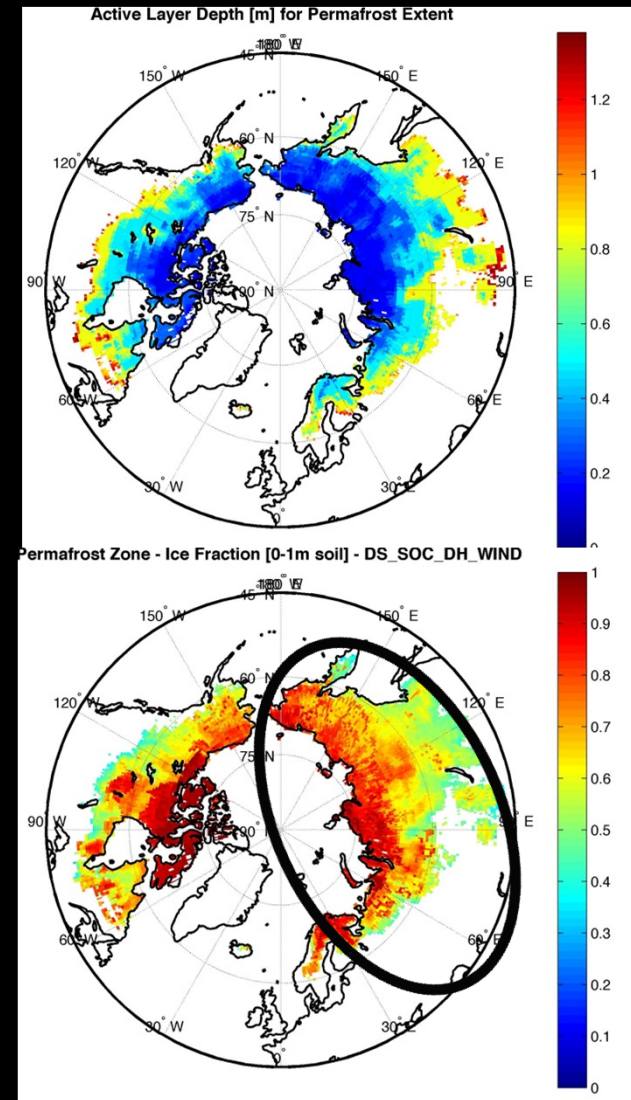 Active Layer Depth [m] for Permafrost Extent
45° N
150° W
150° E
60° N
120° W
120° E
75° N
90° W
90° N
90° E
60° W
60° E
30° W
30° E
0°
1.2
1
0.8
0.6
0.4
0.2
0
Permafrost Zone - Ice Fraction [0-1m soil] - DS_SOC_DH_WIND
45° N
150° W
150° E
60° N
120° W
120° E
75° N
90° W
90° N
90° E
60° W
60° E
30° W
30° E
0°
1
0.9
0.8
0.7
0.6
0.5
0.4
0.3
0.2
0.1
0